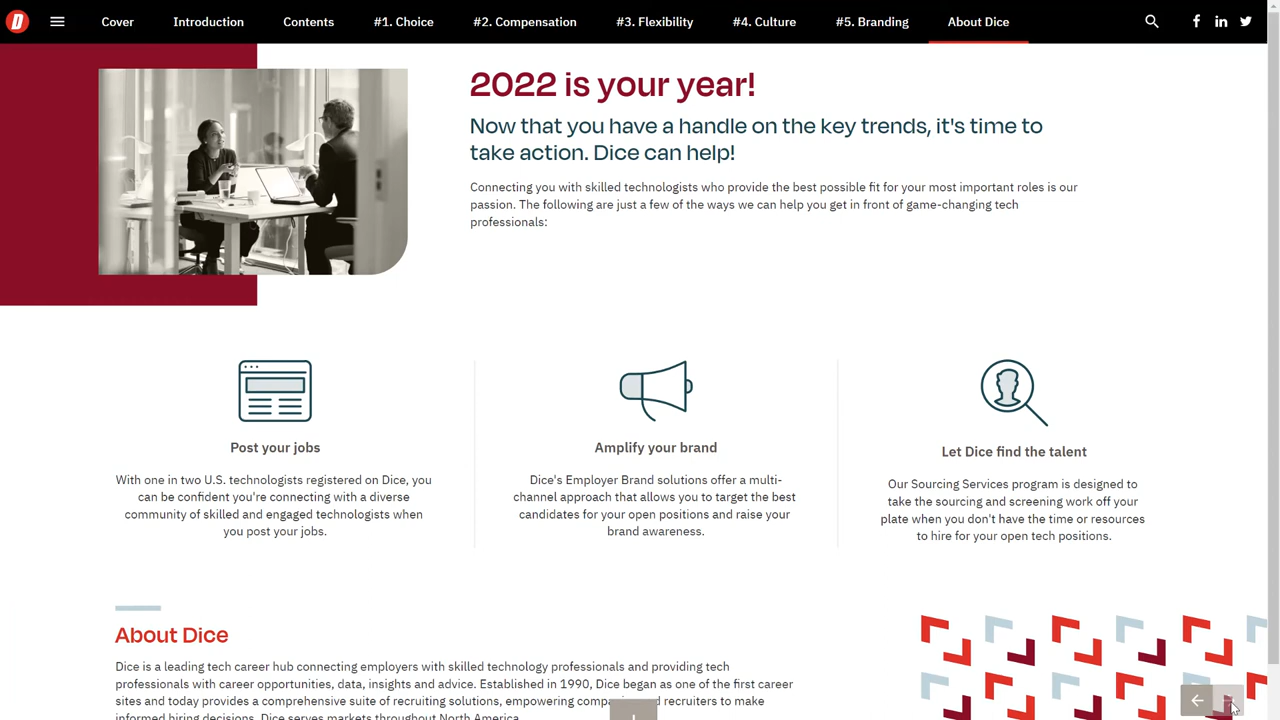 D Cover Introduction Contents #1. Choice #2. Compensation #3. Flexibility #4. Culture #5. Branding About Dice
2022 is your year!
Now that you have a handle on the key trends, it's time to
take action. Dice can help!
Connecting you with skilled technologists who provide the best possible fit for your most important roles is our
passion. The following are just a few of the ways we can help you get in front of game-changing tech
professionals:
Post your jobs
With one in two U.S. technologists registered on Dice, you
can be confident you're connecting with a diverse
community of skilled and engaged technologists when
you post your jobs.
Amplify your brand
Dice's Employer Brand solutions offer a multi-
channel approach that allows you to target the best
candidates for your open positions and raise your
brand awareness.
Let Dice find the talent
Our Sourcing Services program is designed to
take the sourcing and screening work off your
plate when you don't have the time or resources
to hire for your open tech positions.
About Dice
Dice is a leading tech career hub connecting employers with skilled technology professionals and providing tech
professionals with career opportunities, data, insights and advice. Established in 1990, Dice began as one of the first career
sites and today provides a comprehensive suite of recruiting solutions, empowering recruiters to make
informed hiring decisions. Dice serves markets throughout North America.